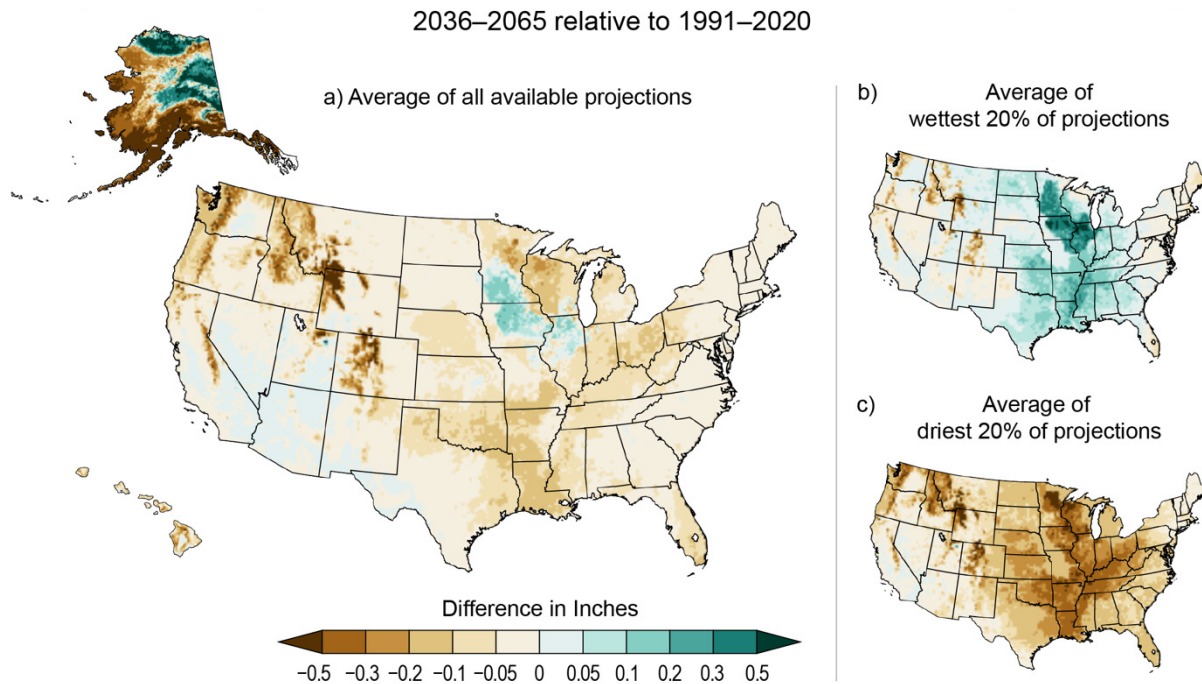 2036–2065 relative to 1991–2020
a) Average of all available projections
b) Average of
wettest 20% of projections
c) Average of
driest 20% of projections
Difference in Inches
−0.5 −0.3 −0.2 −0.1 −0.05 0 0.05 0.1 0.2 0.3 0.5